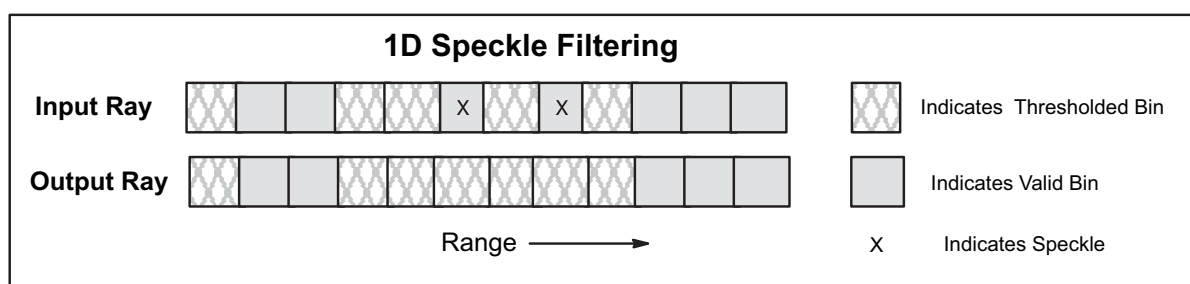 1D Speckle Filtering
Input Ray
X
X
Indicates Thresholded Bin
Output Ray
Indicates Valid Bin
Range
X
Indicates Speckle